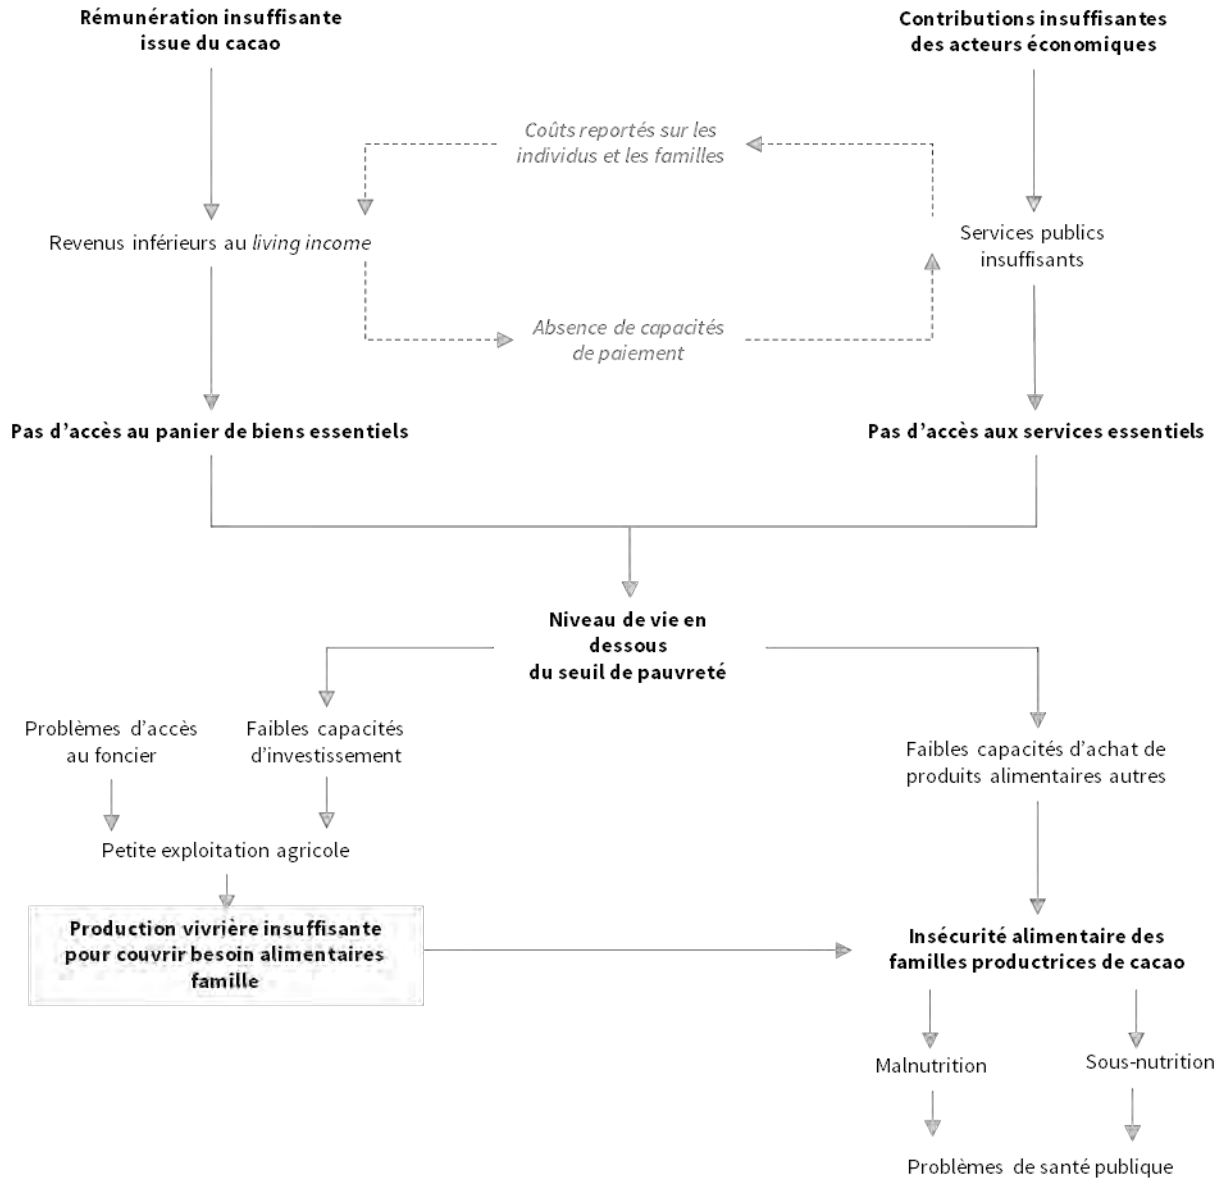 Rémunération insuffisante
issue du cacao
Contributions insuffisantes
des acteurs économiques
Coûts reportés sur les
individus et les familles
Revenus inférieurs au living income
Services publics
insuffisants
Absence de capacités
de paiement
Pas d'accès au panier de biens essentiels
Pas d'accès aux services essentiels
Niveau de vie en
dessous
du seuil de pauvreté
Problèmes d'accès
au foncier
Faibles capacités
d'investissement
Faibles capacités d'achat de
produits alimentaires autres
Petite exploitation agricole
Production vivrière insuffisante
pour couvrir besoin alimentaires
famille
Insécurité alimentaire des
familles productrices de cacao
Malnutrition
Sous-nutrition
Problèmes de santé publique